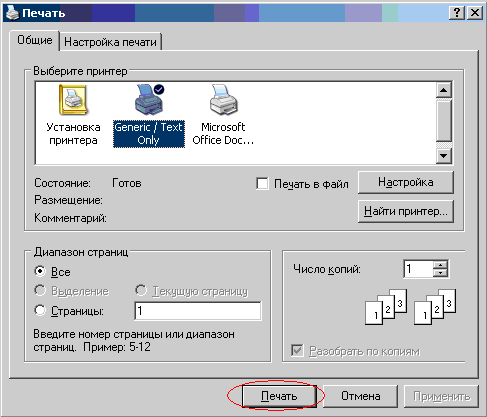 Печать
Общие
Настройка печати
Выберите принтер
Установка
принтера
Generic / Text
Only
Microsoft
Office Doc...
Состояние: Готов
Размещение:
Комментарий:
Печать в файл
Настройка
Найти принтер...
Диапазон страниц
Все
Выделение
Текущую страницу
Страницы:
1
Введите номер страницы или диапазон
страниц. Пример: 5-12
Число копий:
1
1 2 3
1 2 3
Разобрать по копиям
Печать
Отмена
Применить